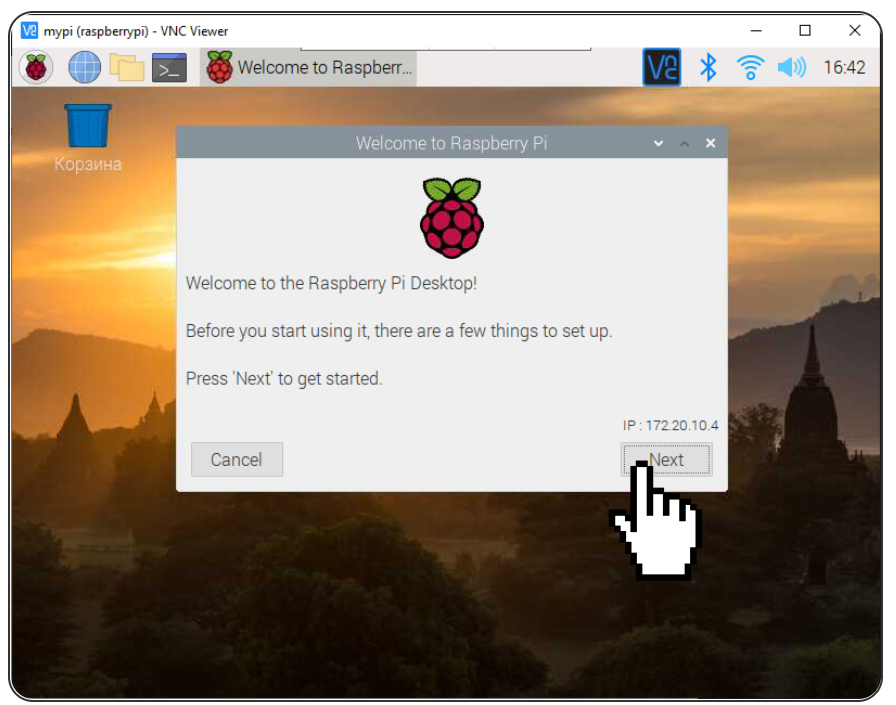 mypi (raspberrypi) - VNC Viewer
Welcome to Raspberr...
16:42
Корзина
Welcome to Raspberry Pi
Welcome to the Raspberry Pi Desktop!
Before you start using it, there are a few things to set up.
Press 'Next' to get started.
IP : 172.20.10.4
Cancel
Next